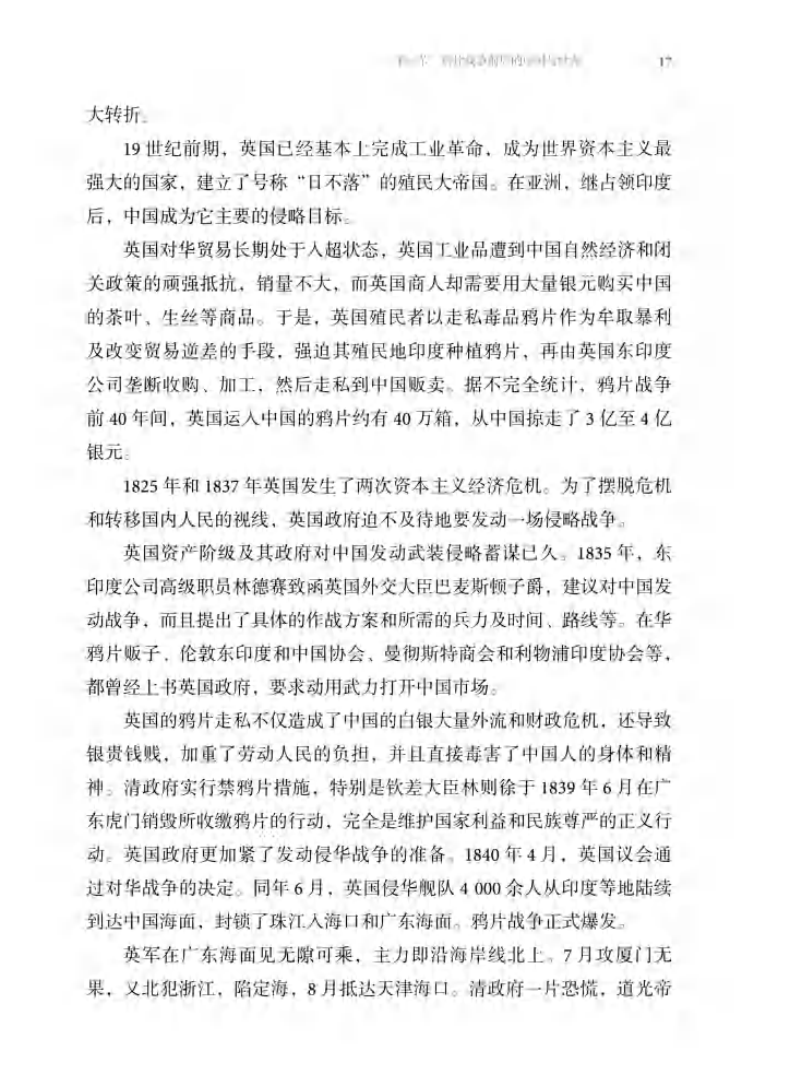 17
大转折。
19 世纪前期，英国已经基本上完成工业革命，成为世界资本主义最
强大的国家，建立了号称“日不落”的殖民大帝国。在亚洲，继占领印度
后，中国成为它主要的侵略目标。
英国对华贸易长期处于入超状态，英国工业品遭到中国自然经济和闭
关政策的顽强抵抗，销量不大，而英国商人却需要用大量银元购买中国
的茶叶、生丝等商品。于是，英国殖民者以走私毒品鸦片作为牟取暴利
及改变贸易逆差的手段，强迫其殖民地印度种植鸦片，再由英国东印度
公司垄断收购、加工，然后走私到中国贩卖。据不完全统计，鸦片战争
前 40 年间，英国运入中国的鸦片约有 40 万箱，从中国掠走了 3 亿至 4 亿
银元。
1825 年和 1837 年英国发生了两次资本主义经济危机。为了摆脱危机
和转移国内人民的视线，英国政府迫不及待地要发动一场侵略战争。
英国资产阶级及其政府对中国发动武装侵略蓄谋已久。1835 年，东
印度公司高级职员林德赛致函英国外交大臣巴麦斯顿子爵，建议对中国发
动战争，而且提出了具体的作战方案和所需的兵力及时间、路线等。在华
鸦片贩子、伦敦东印度和中国协会、曼彻斯特商会和利物浦印度协会等，
都曾经上书英国政府，要求动用武力打开中国市场。
英国的鸦片走私不仅造成了中国的白银大量外流和财政危机，还导致
银贵钱贱，加重了劳动人民的负担，并且直接毒害了中国人的身体和精
神。清政府实行禁鸦片措施，特别是钦差大臣林则徐于 1839 年 6 月在广
东虎门销毁所收缴鸦片的行动，完全是维护国家利益和民族尊严的正义行
动。英国政府更加紧了发动侵华战争的准备。1840 年 4 月，英国议会通
过对华战争的决定。同年 6 月，英国侵华舰队 4 000 余人从印度等地陆续
到达中国海面，封锁了珠江入海口和广东海面。鸦片战争正式爆发。
英军在广东海面见无隙可乘，主力即沿海岸线北上。7 月攻厦门无
果，又北犯浙江，陷定海，8 月抵达天津海口。清政府一片恐慌，道光帝